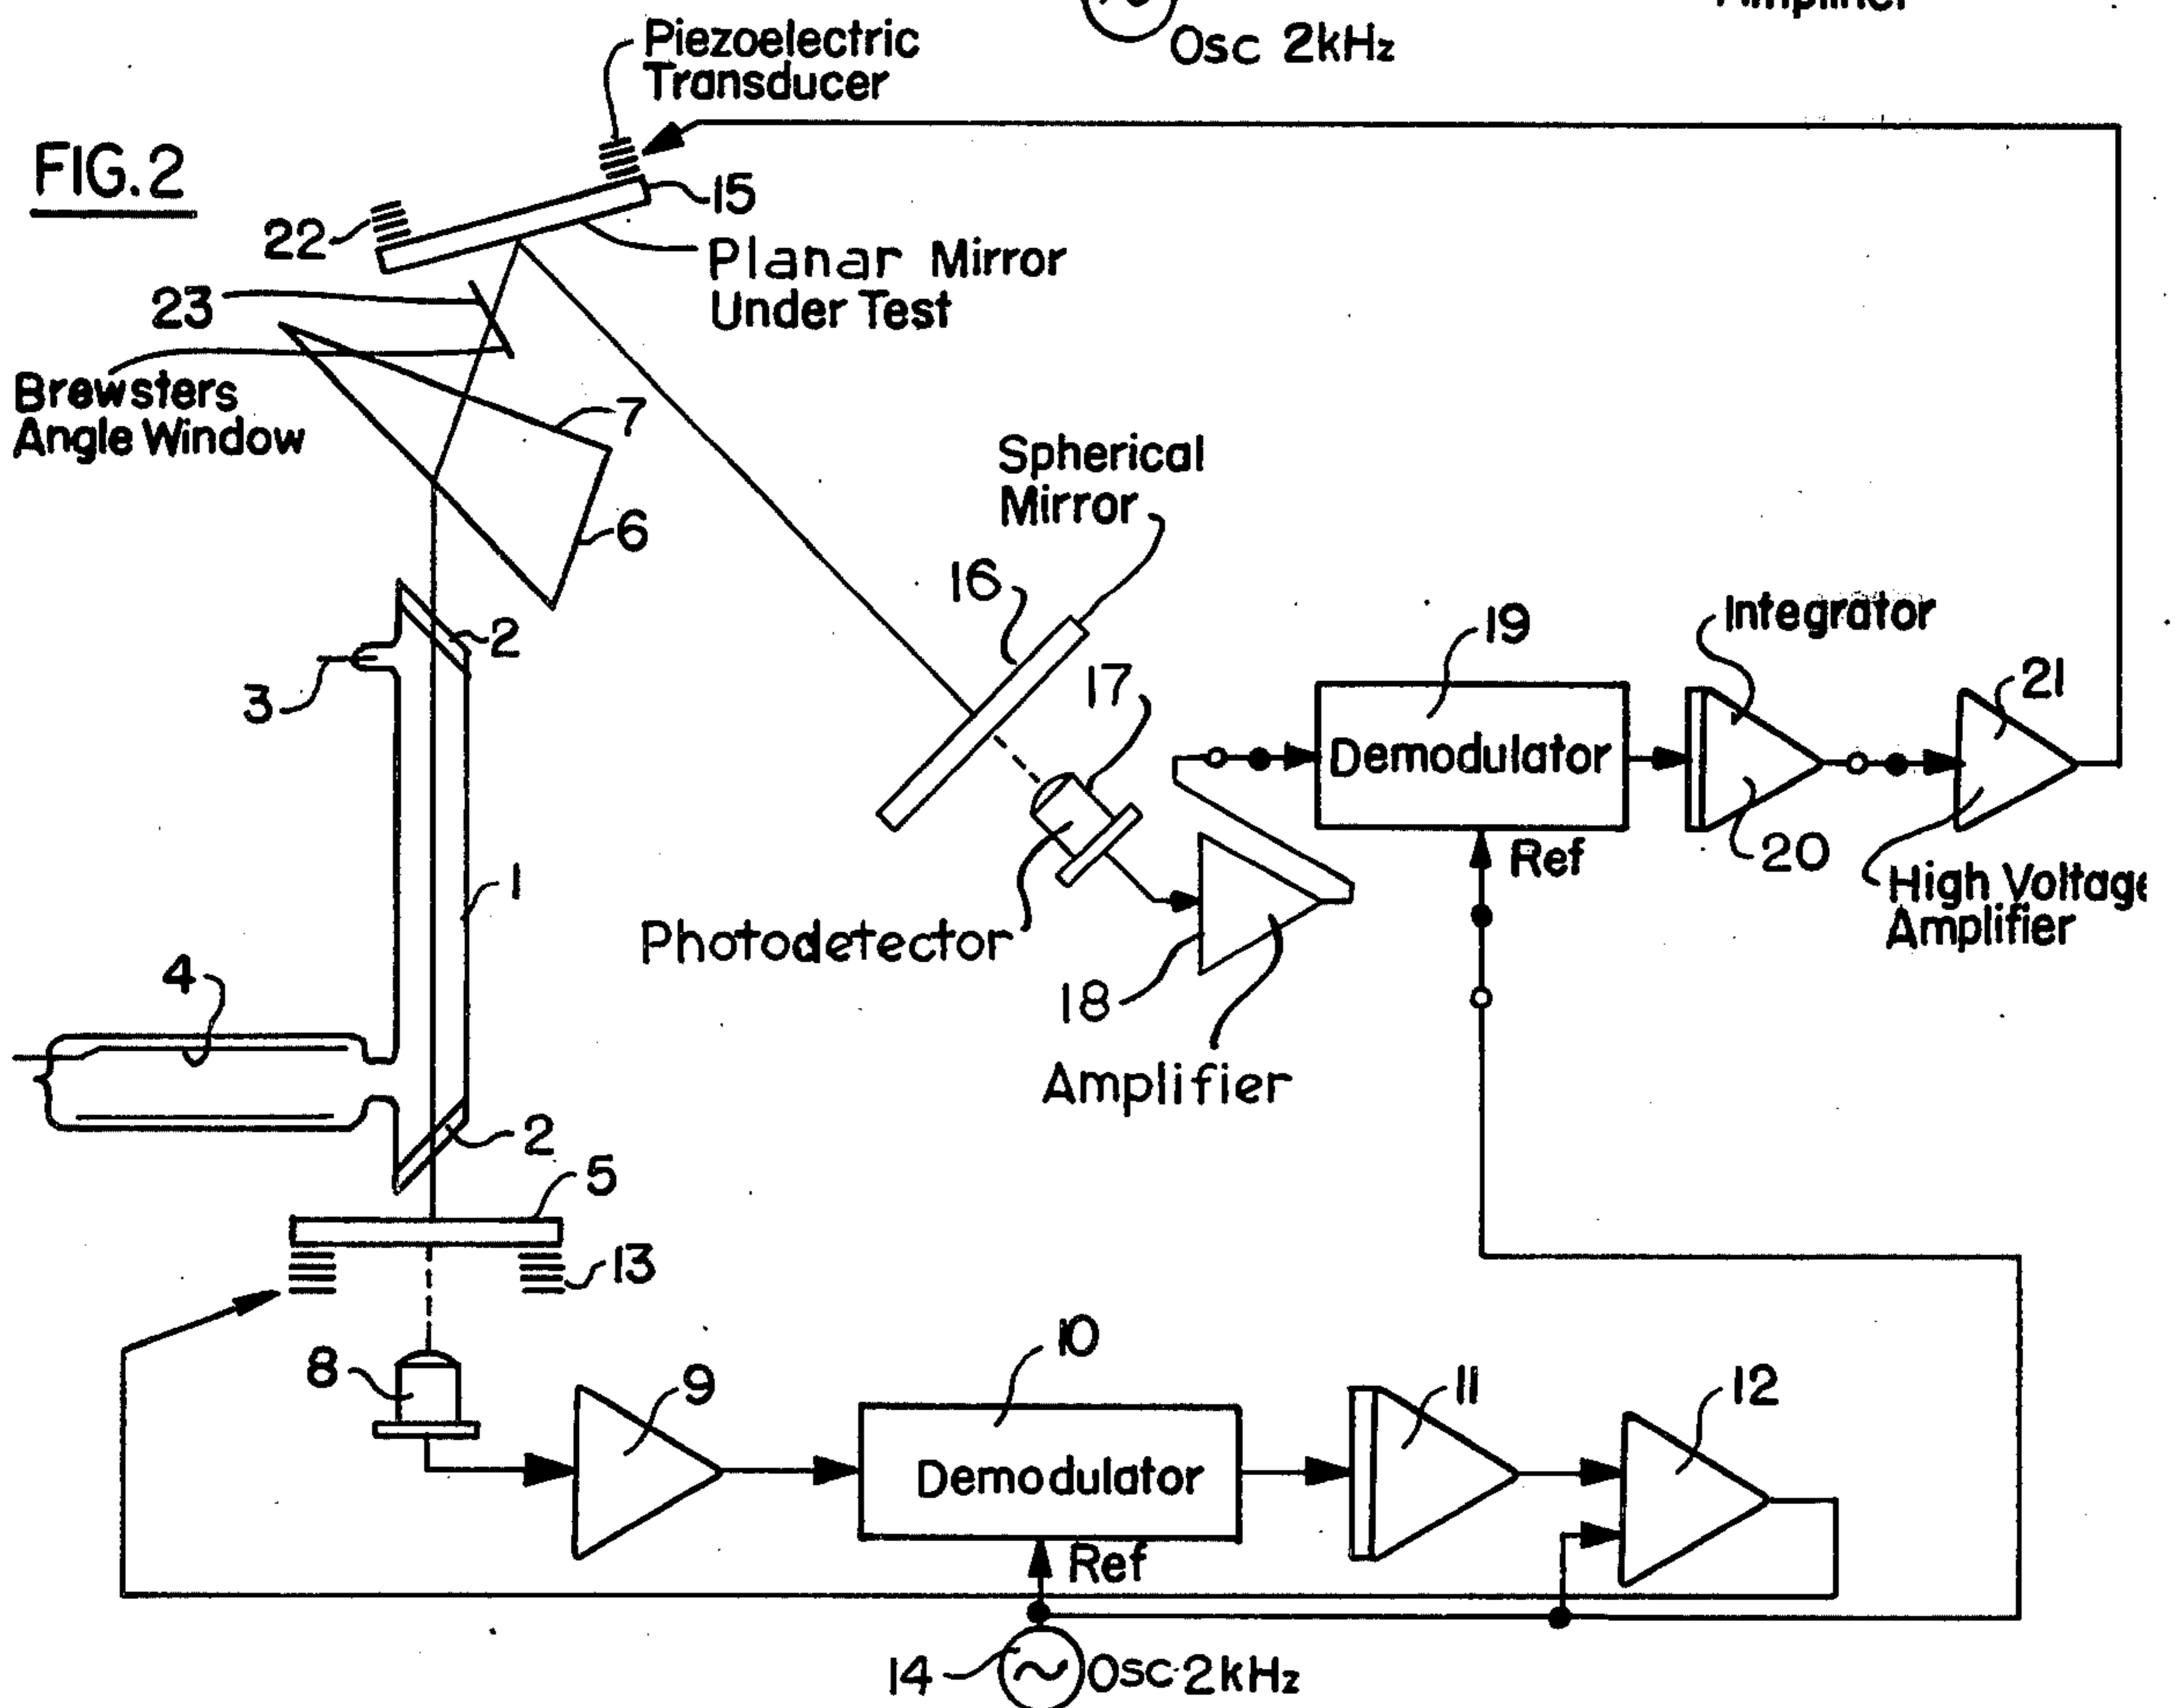 Amplifier
Osc 2kHz
Piezoelectric
Transducer
FIG.2
15
22
Planar Mirror
Under Test
23
Brewsters
Angle Window
7
Spherical
Mirror
6
16
19
Integrator
2
3
17
21
Demodulator
1
Ref
20
High Voltage
Amplifier
Photodetector
4
18
Amplifier
2
5
13
10
8
9
11
12
Demodulator
Ref
14
Osc 2kHz